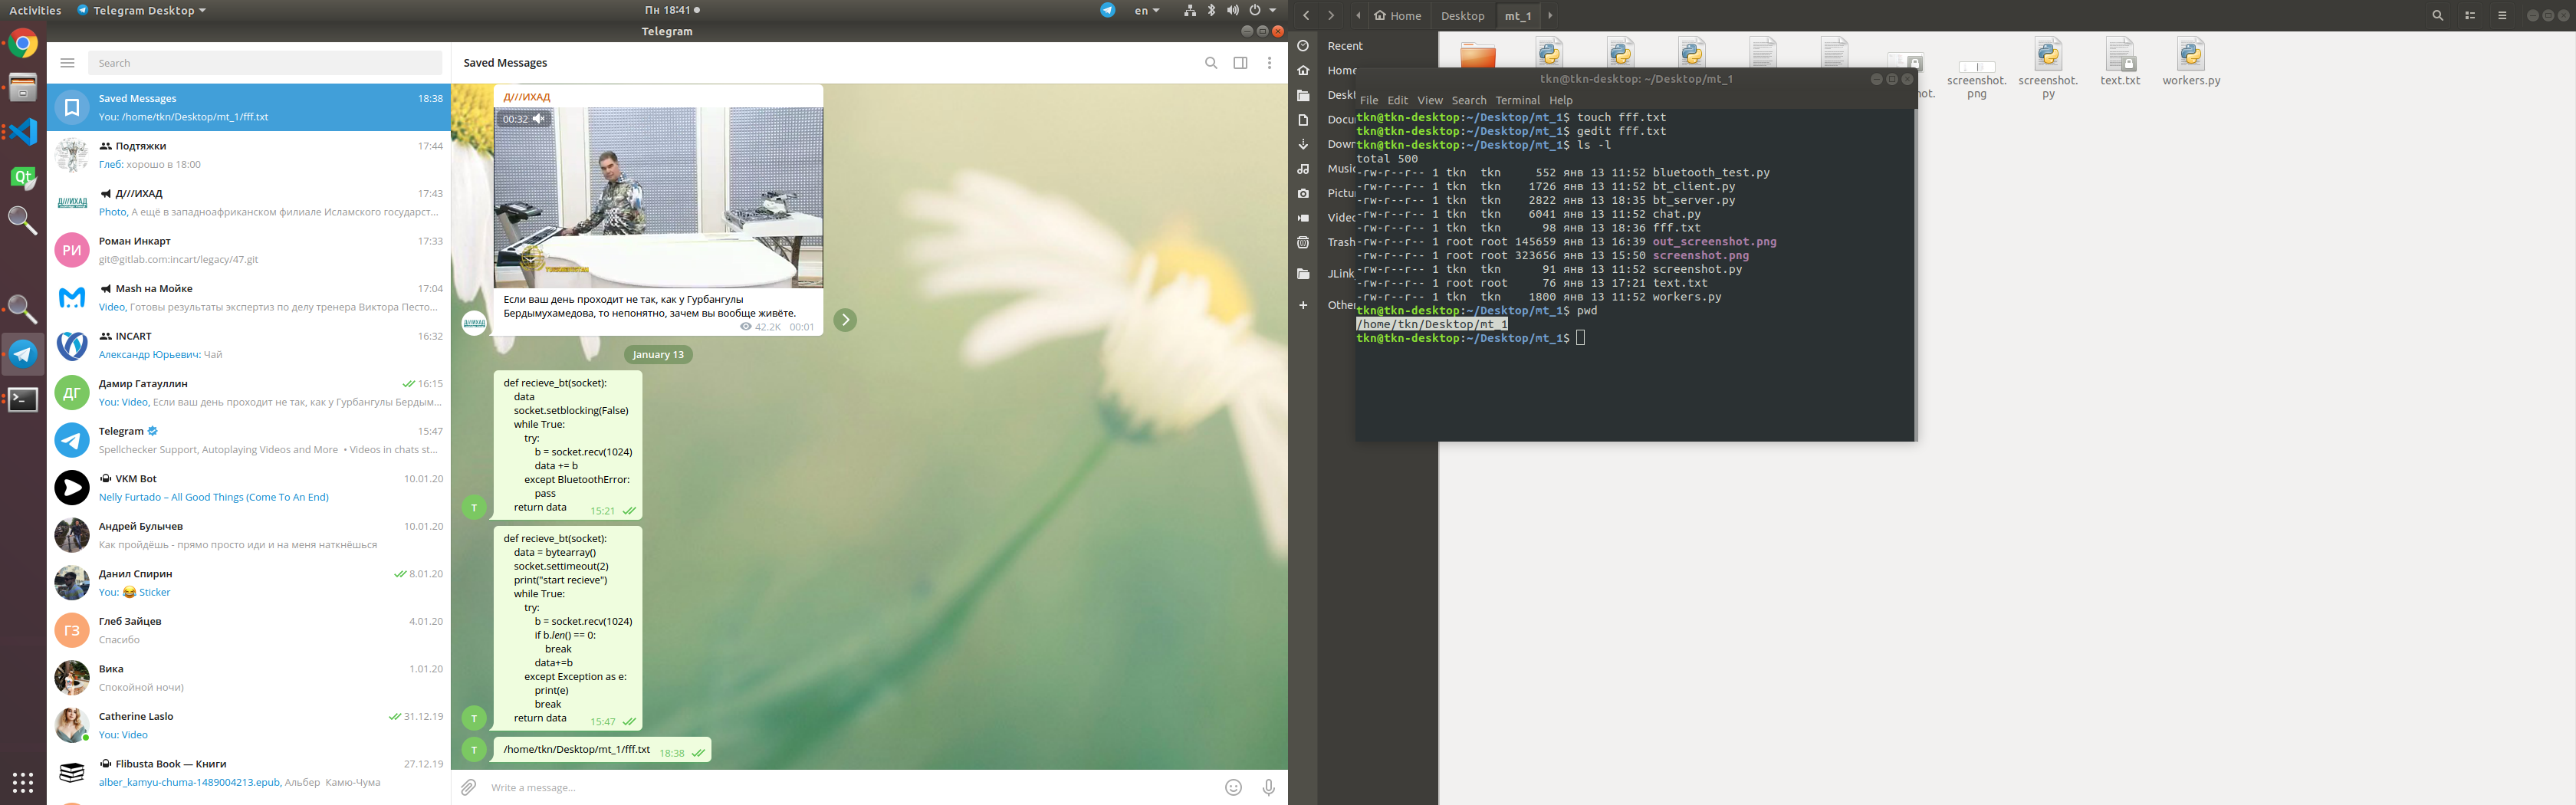 Activities
Telegram Desktop
Пн 18:41
en
Telegram
Search
Saved Messages 18:38
You: /home/tkn/Desktop/mt_1/fff.txt
Подтяжки 17:44
Глеб: хорошо в 18:00
Д///ИХАД 17:43
Photo, А ещё в западноафриканском филиале Исламского государст...
РИ
Роман Инкарт 17:33
git@gitlab.com:incart/legacy/47.git
Mash на Мойке 17:04
Video, Готовы результаты экспертиз по делу тренера Виктора Песто...
INCART 16:32
Александр Юрьевич: Чай
ДГ
Дамир Гатауллин 16:15
You: Video, Если ваш день проходит не так, как у Гурбангулы Бердым...
Telegram 15:47
Spellchecker Support, Autoplaying Videos and More • Videos in chats st...
VKM Bot 10.01.20
Nelly Furtado – All Good Things (Come To An End)
Андрей Булычев 10.01.20
Как пройдёшь - прямо просто иди и на меня наткнёшься
Данил Спирин 8.01.20
You: 😂 Sticker
ГЗ
Глеб Зайцев 4.01.20
Спасибо
Вика 1.01.20
Спокойной ночи)
Catherine Laslo 31.12.19
You: Video
Flibusta Book — Книги 27.12.19
alber_kamyu-chuma-1489004213.epub, Альбер Камю-Чума
Saved Messages
Д///ИХАД
00:32
Если ваш день проходит не так, как у Гурбангулы
Бердымухамедова, то непонятно, зачем вы вообще живёте.
42.2K 00:01
January 13
def recieve_bt(socket):
data
socket.setblocking(False)
while True:
try:
b = socket.recv(1024)
data += b
except BluetoothError:
pass
return data 15:21
T
def recieve_bt(socket):
data = bytearray()
socket.settimeout(2)
print("start recieve")
while True:
try:
b = socket.recv(1024)
if b.len() == 0:
break
data+=b
except Exception as e:
print(e)
break
return data 15:47
T
/home/tkn/Desktop/mt_1/fff.txt 18:38
T
Write a message...
Home
Desktop
mt_1
Recent
Home
Deskt
Docu
Down
Music
Pictu
Video
Trash
JLink
Other
ot.
screenshot.
png
screenshot.
py
text.txt
workers.py
tkn@tkn-desktop: ~/Desktop/mt_1
File Edit View Search Terminal Help
tkn@tkn-desktop:~/Desktop/mt_1$ touch fff.txt
tkn@tkn-desktop:~/Desktop/mt_1$ gedit fff.txt
tkn@tkn-desktop:~/Desktop/mt_1$ ls -l
total 500
-rw-r--r-- 1 tkn  tkn     552 янв 13 11:52 bluetooth_test.py
-rw-r--r-- 1 tkn  tkn    1726 янв 13 11:52 bt_client.py
-rw-r--r-- 1 tkn  tkn    2822 янв 13 18:35 bt_server.py
-rw-r--r-- 1 tkn  tkn    6041 янв 13 11:52 chat.py
-rw-r--r-- 1 tkn  tkn      98 янв 13 18:36 fff.txt
-rw-r--r-- 1 root root 145659 янв 13 16:39 out_screenshot.png
-rw-r--r-- 1 root root 323656 янв 13 15:50 screenshot.png
-rw-r--r-- 1 tkn  tkn      91 янв 13 11:52 screenshot.py
-rw-r--r-- 1 root root     76 янв 13 17:21 text.txt
-rw-r--r-- 1 tkn  tkn    1800 янв 13 11:52 workers.py
tkn@tkn-desktop:~/Desktop/mt_1$ pwd
/home/tkn/Desktop/mt_1
tkn@tkn-desktop:~/Desktop/mt_1$